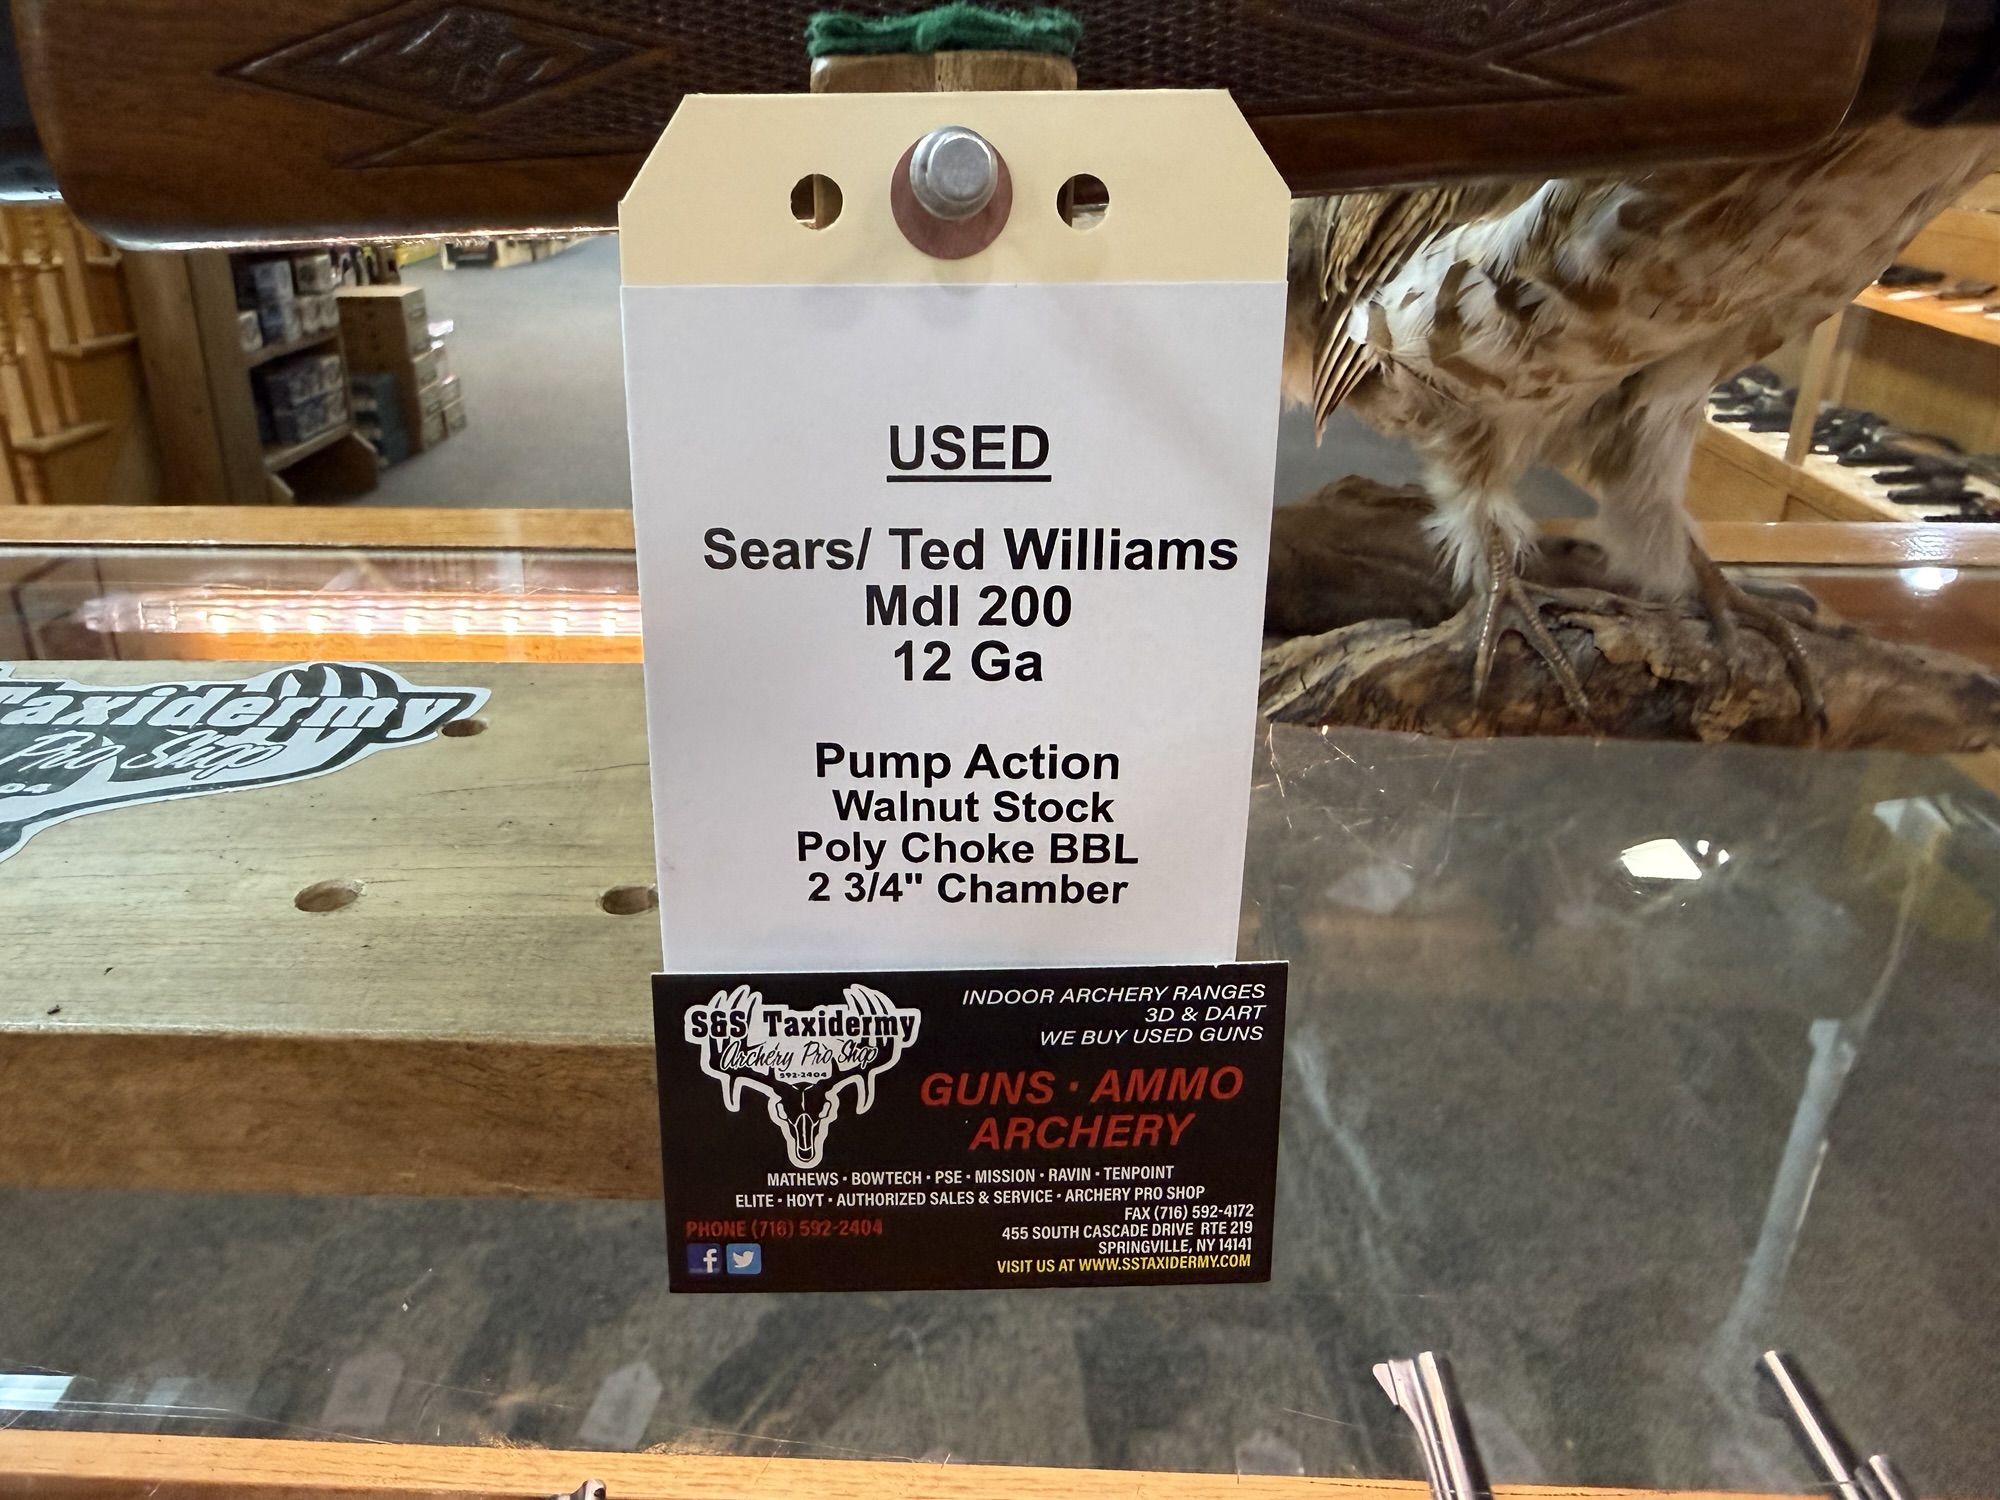 USED
Sears/ Ted Williams
Mdl 200
12 Ga
Pump Action
Walnut Stock
Poly Choke BBL
2 3/4" Chamber
Taxidermy
Pro Shop
04
S&S Taxidermy
Archery Pro Shop
592-2404
INDOOR ARCHERY RANGES
3D & DART
WE BUY USED GUNS
GUNS · AMMO
ARCHERY
MATHEWS · BOWTECH · PSE · MISSION · RAVIN · TENPOINT
ELITE · HOYT · AUTHORIZED SALES & SERVICE · ARCHERY PRO SHOP
FAX (716) 592-4172
PHONE (716) 592-2404
455 SOUTH CASCADE DRIVE RTE 219
SPRINGVILLE, NY 14141
VISIT US AT WWW.SSTAXIDERMY.COM